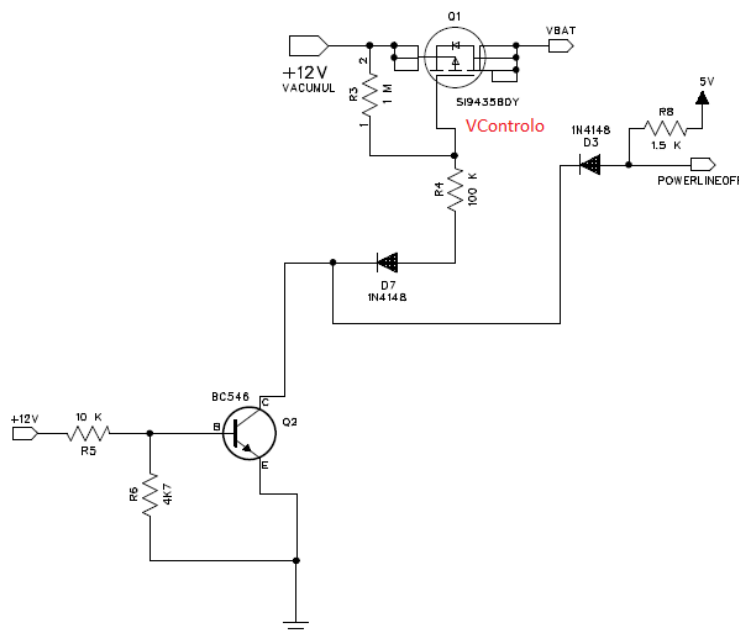 Q1
VBAT
+12V
VACUMUL
2
R3
1 M
1
SI9435BDY
VControlo
5V
R8
1.5 K
1N4148
D3
POWERLINEOFF
R4
100 K
D7
1N4148
BC546
C
Q2
B
E
+12V
10 K
R5
R6
4K7